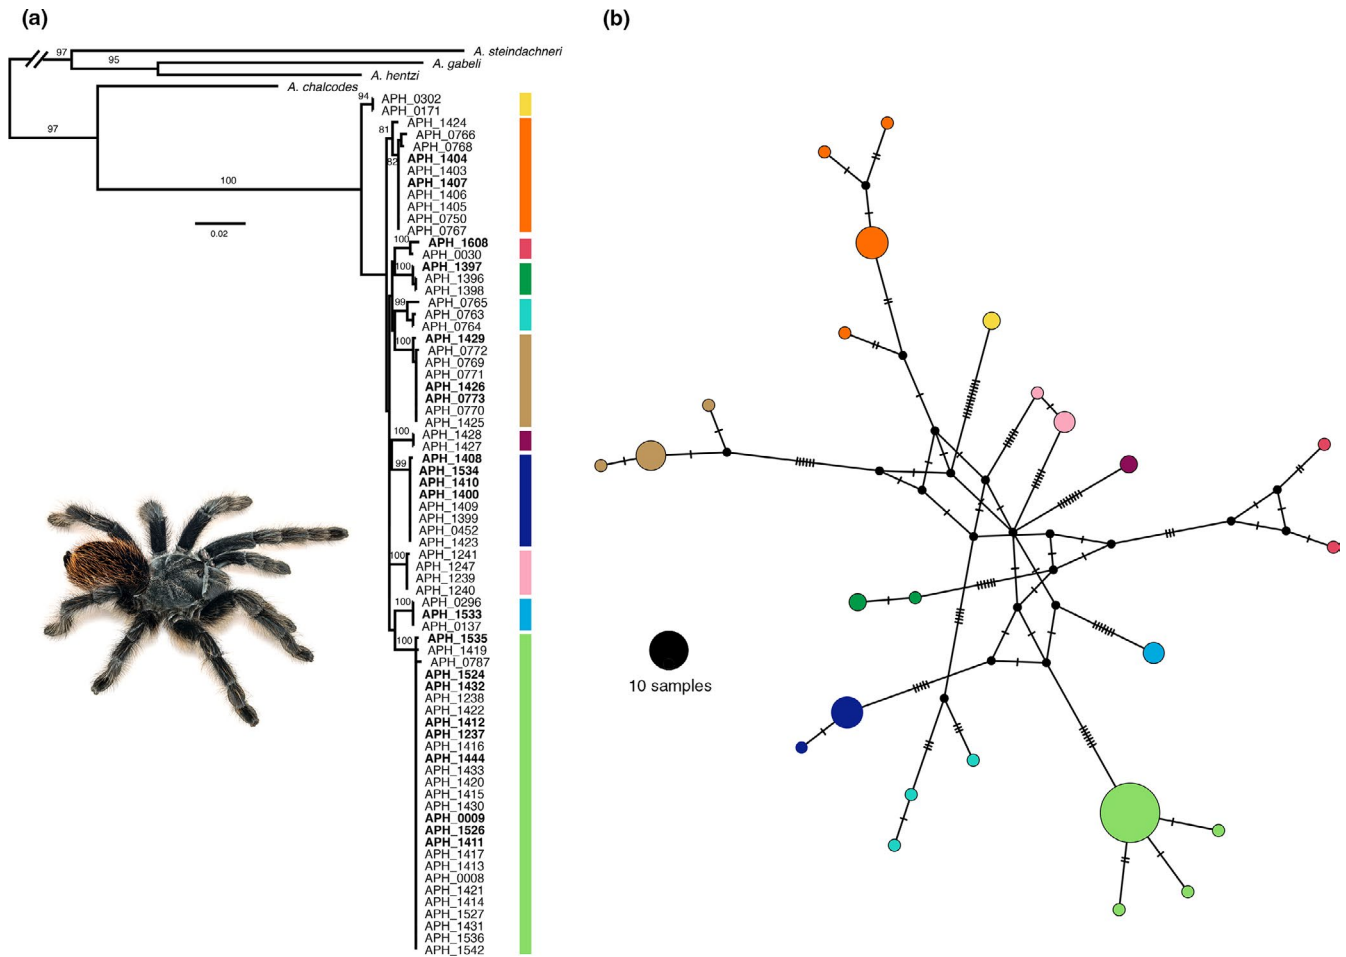 (a)
97
A. steindachneri
95
A. gabeli
A. hentzi
A. chalcodes
97
100
0.02
94
APH_0302
APH_0171
81
APH_1424
APH_0766
APH_0768
82
APH_1404
APH_1403
APH_1407
APH_1406
APH_1405
APH_0750
APH_0767
100
APH_1608
APH_0030
100
APH_1397
APH_1396
APH_1398
99
APH_0765
APH_0763
APH_0764
100
APH_1429
APH_0772
APH_0769
APH_0771
APH_1426
APH_0773
APH_0770
APH_1425
100
APH_1428
APH_1427
99
APH_1408
APH_1534
APH_1410
APH_1400
APH_1409
APH_1399
APH_0452
APH_1423
100
APH_1241
APH_1247
APH_1239
APH_1240
100
APH_0296
APH_1533
APH_0137
100
APH_1535
APH_1419
APH_0787
APH_1524
APH_1432
APH_1238
APH_1422
APH_1412
APH_1237
APH_1416
APH_1444
APH_1433
APH_1420
APH_1415
APH_1430
APH_0009
APH_1526
APH_1411
APH_1417
APH_1413
APH_0008
APH_1421
APH_1414
APH_1527
APH_1431
APH_1536
APH_1542
(b)
10 samples